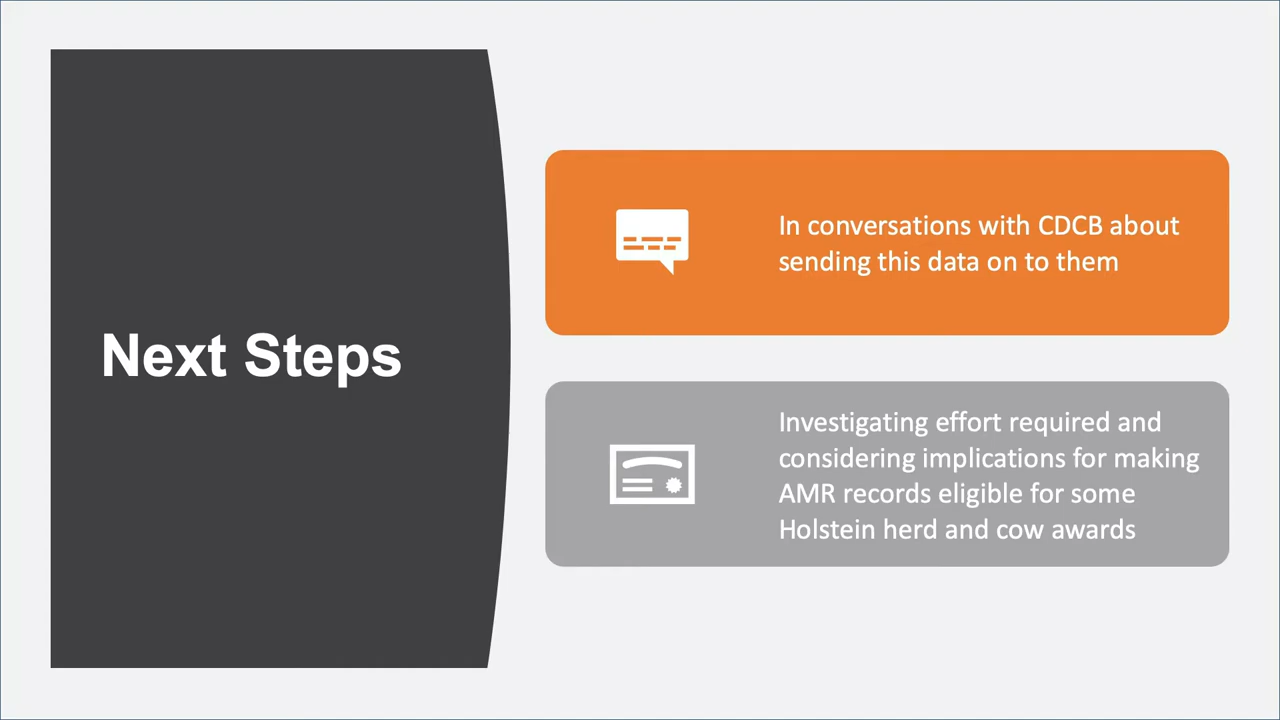 Next Steps
In conversations with CDCB about
sending this data on to them
Investigating effort required and
considering implications for making
AMR records eligible for some
Holstein herd and cow awards